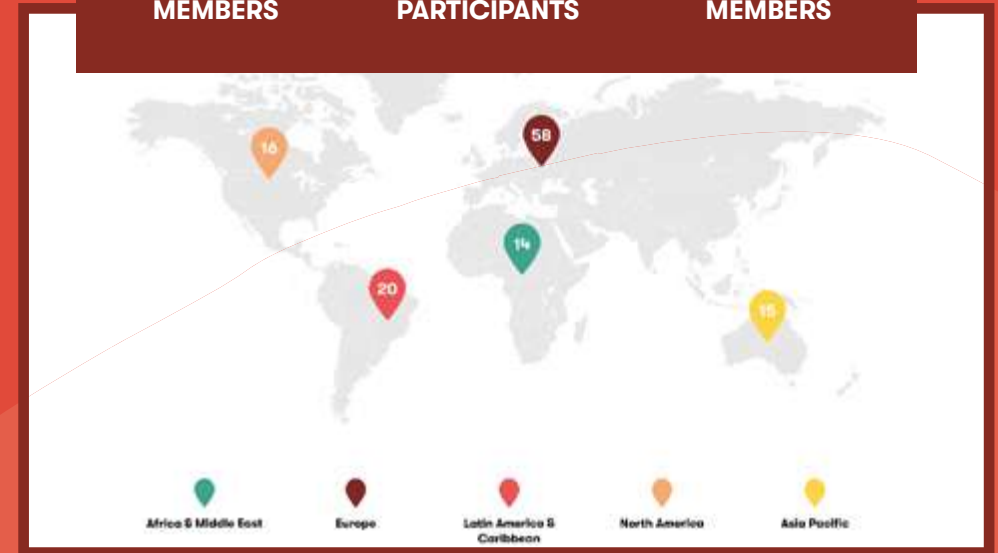 MEMBERS PARTICIPANTS MEMBERS
58
16
14
20
15
Africa & Middle East
Europe
Latin America &
Caribbean
North America
Asia Pacific